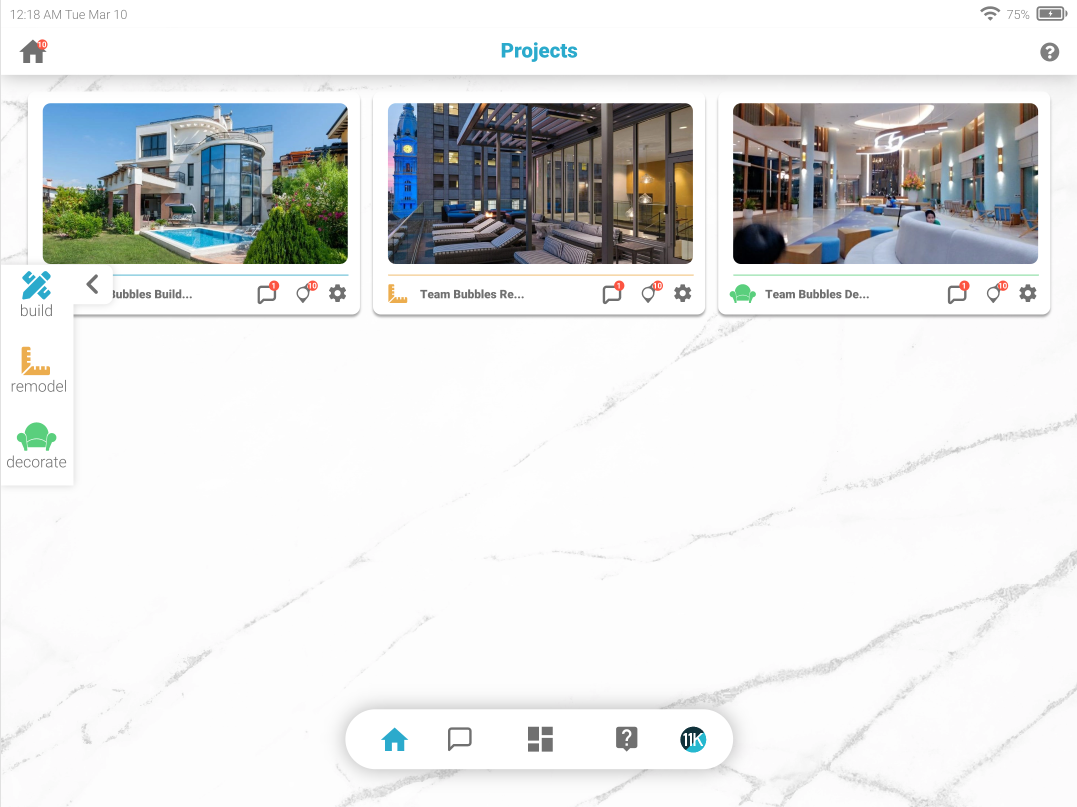 12:18 AM Tue Mar 10
75%
10
Projects
Bubbles Build...
1
10
Team Bubbles Re...
1
10
Team Bubbles De...
1
10
build
remodel
decorate
11K